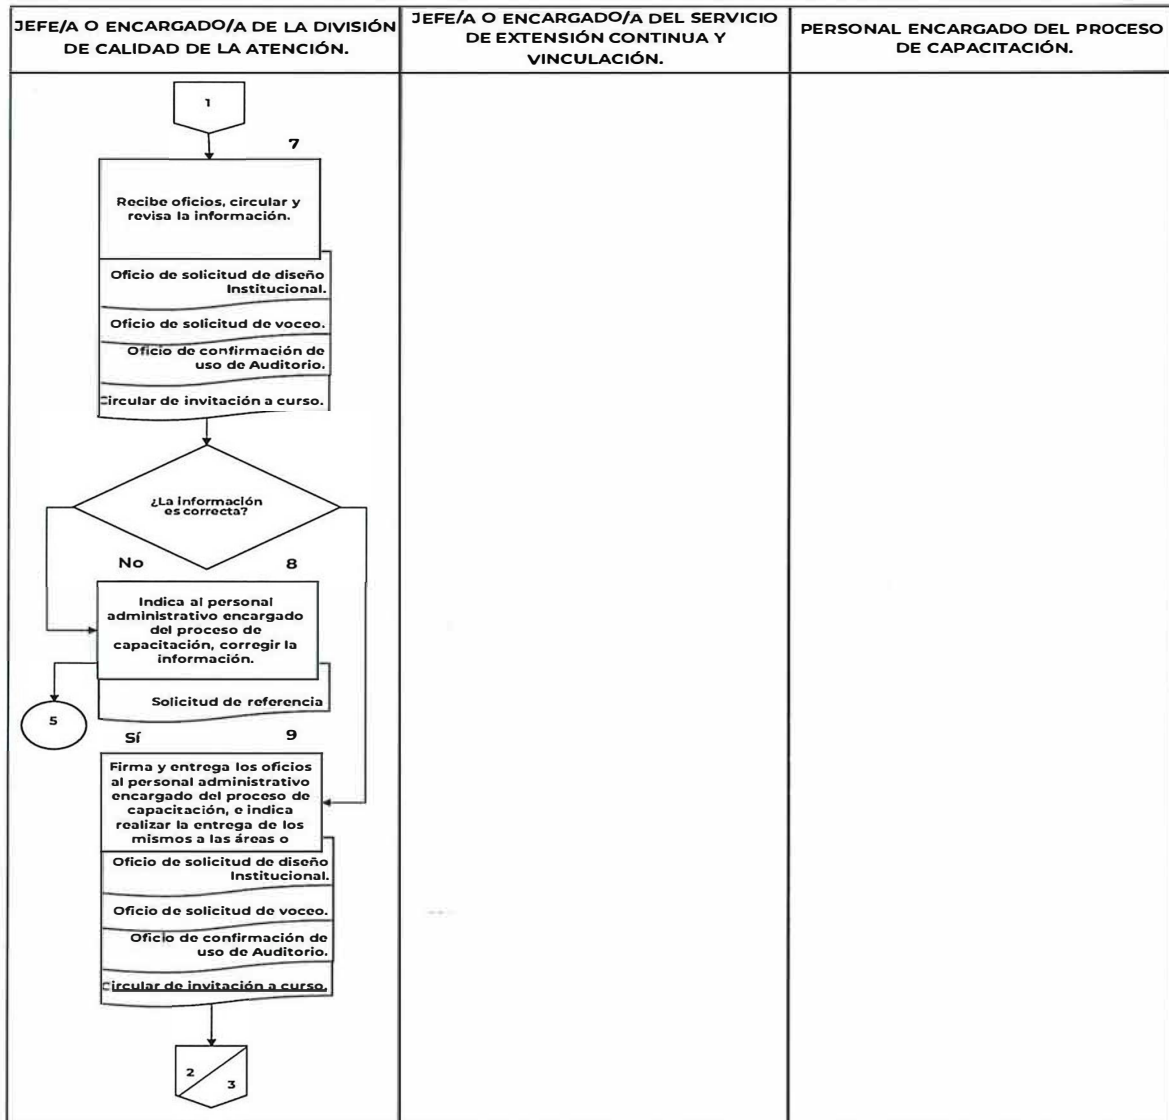 JEFE/A O ENCARGADO/A DE LA DIVISIÓN
DE CALIDAD DE LA ATENCIÓN.
JEFE/A O ENCARGADO/A DEL SERVICIO
DE EXTENSIÓN CONTINUA Y
VINCULACIÓN.
PERSONAL ENCARGADO DEL PROCESO
DE CAPACITACIÓN.
1
7
Recibe oficios, circular y
revisa la información.
Oficio de solicitud de diseño
Institucional.
Oficio de solicitud de voceo.
Oficio de confirmación de
uso de Auditorio.
Circular de invitación a curso.
¿La información
es correcta?
No
8
Indica al personal
administrativo encargado
del proceso de
capacitación, corregir la
información.
Solicitud de referencia
5
Sí
9
Firma y entrega los oficios
al personal administrativo
encargado del proceso de
capacitación, e indica
realizar la entrega de los
mismos a las áreas o
Oficio de solicitud de diseño
Institucional.
Oficio de solicitud de voceo.
Oficio de confirmación de
uso de Auditorio.
Circular de invitación a curso.
2
3